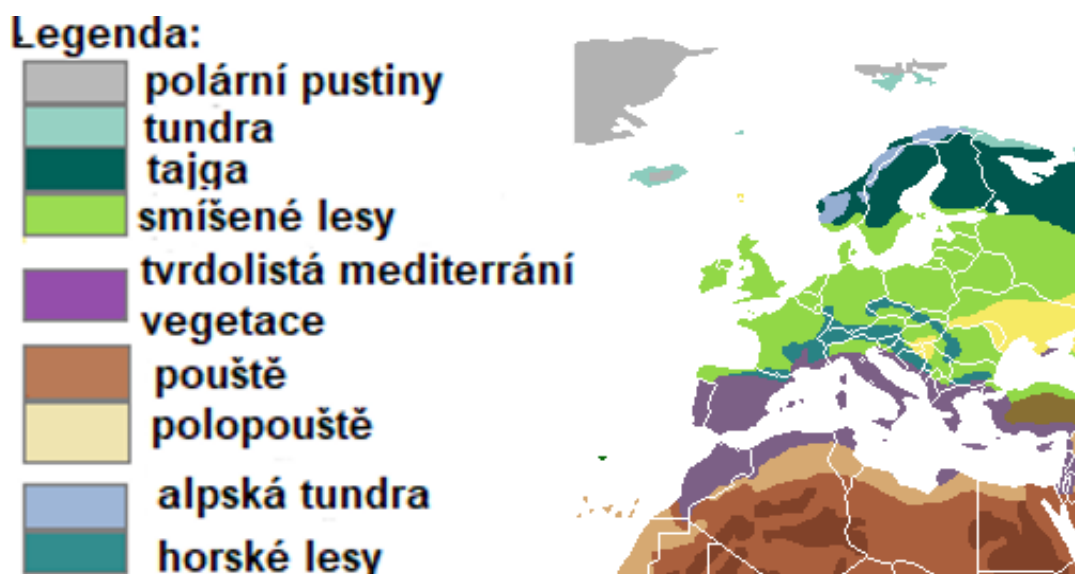 Legenda:
polární pustiny
tundra
tajga
smíšené lesy
tvrdolistá mediterrání
vegetace
pouště
polopouště
alpská tundra
horské lesy